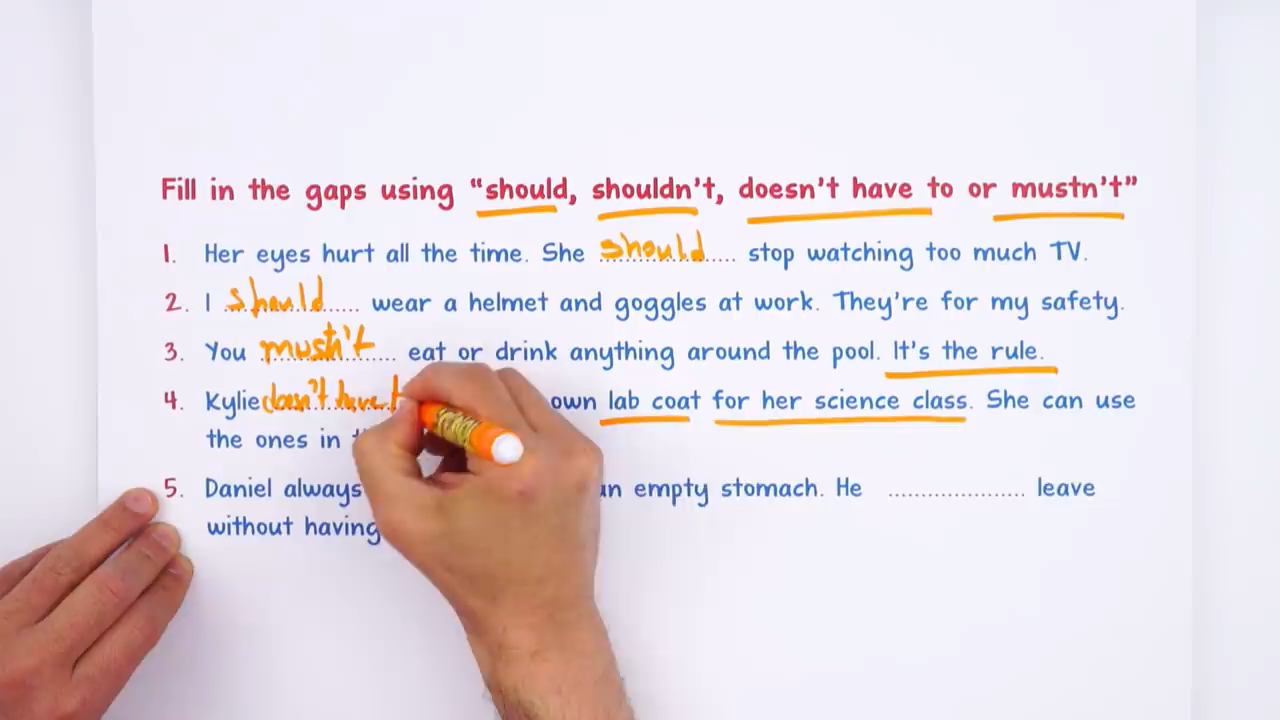 Fill in the gaps using “should, shouldn’t, doesn’t have to or mustn’t”
1. Her eyes hurt all the time. She should stop watching too much TV.
2. I should wear a helmet and goggles at work. They’re for my safety.
3. You mustn't eat or drink anything around the pool. It’s the rule.
4. Kylie doesn't have t own lab coat for her science class. She can use
the ones in
5. Daniel always an empty stomach. He ..................... leave
without having